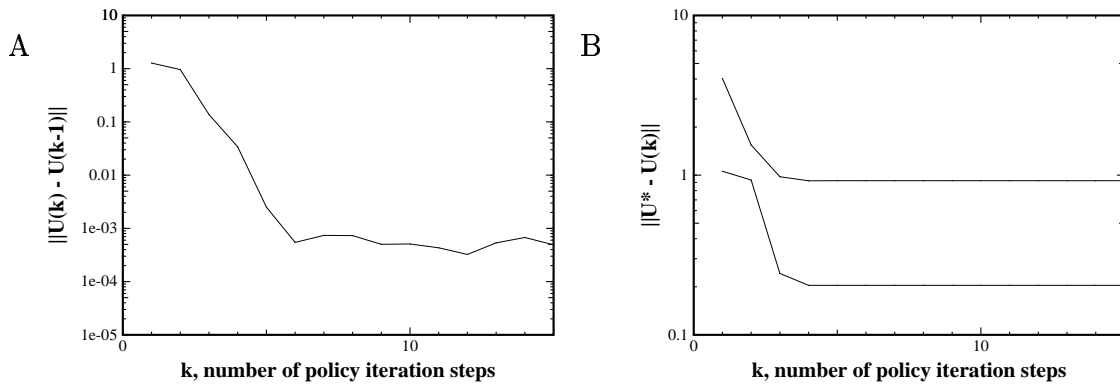 A
10
1
0.1
0.01
1e-03
1e-04
1e-05
0
10
||U(k) - U(k-1)||
k, number of policy iteration steps
B
10
1
0.1
0
10
||U* - U(k)||
k, number of policy iteration steps